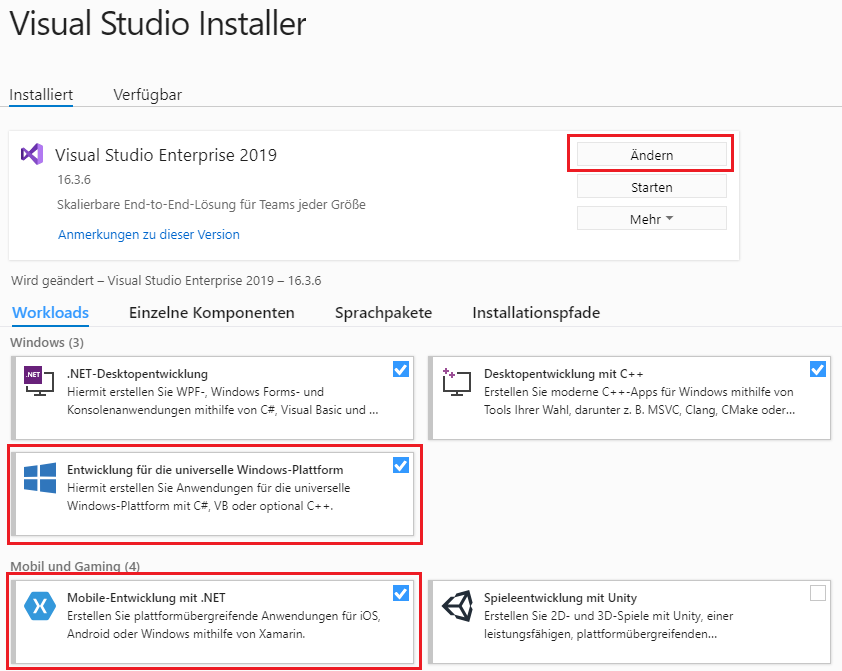 Visual Studio Installer
Installiert Verfügbar
Visual Studio Enterprise 2019
Ändern
16.3.6
Starten
Skalierbare End-to-End-Lösung für Teams jeder Größe
Mehr
Anmerkungen zu dieser Version
Wird geändert – Visual Studio Enterprise 2019 – 16.3.6
Workloads Einzelne Komponenten Sprachpakete Installationspfade
Windows (3)
.NET
.NET-Desktopentwicklung
Hiermit erstellen Sie WPF-, Windows Forms- und
Konsolenanwendungen mithilfe von C#, Visual Basic und ...
Desktopentwicklung mit C++
Erstellen Sie moderne C++-Apps für Windows mithilfe von
Tools Ihrer Wahl, darunter z. B. MSVC, Clang, CMake oder...
Entwicklung für die universelle Windows-Plattform
Hiermit erstellen Sie Anwendungen für die universelle
Windows-Plattform mit C#, VB oder optional C++.
Mobil und Gaming (4)
Mobile-Entwicklung mit .NET
Erstellen Sie plattformübergreifende Anwendungen für iOS,
Android oder Windows mithilfe von Xamarin.
Spieleentwicklung mit Unity
Erstellen Sie 2D- und 3D-Spiele mit Unity, einer
leistungsfähigen, plattformübergreifenden...